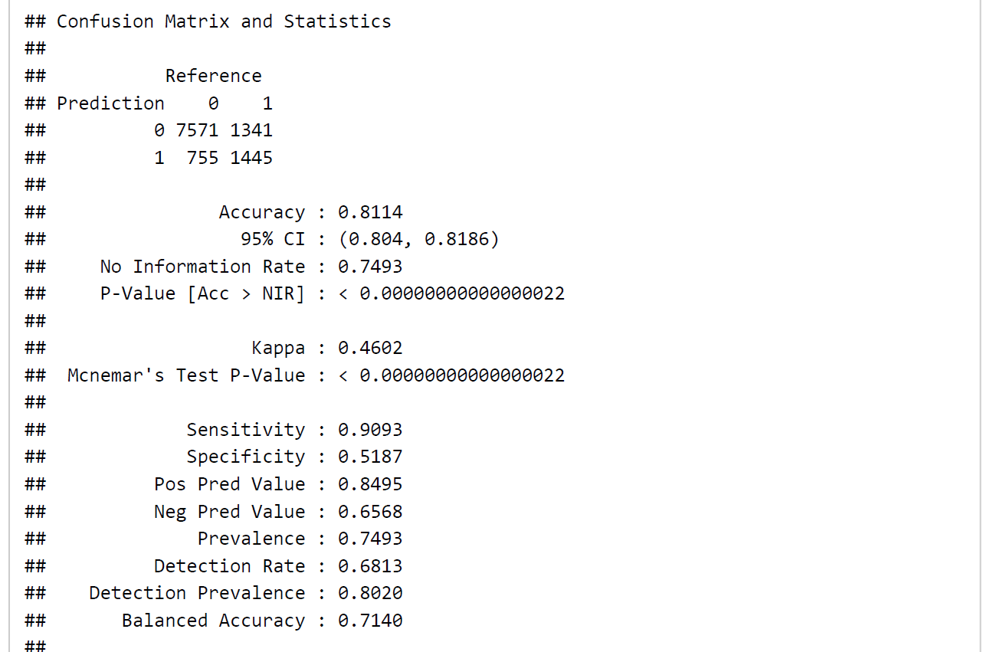 ## Confusion Matrix and Statistics
##
##           Reference
## Prediction    0    1
##          0 7571 1341
##          1  755 1445
##
##                Accuracy : 0.8114
##                  95% CI : (0.804, 0.8186)
##     No Information Rate : 0.7493
##     P-Value [Acc > NIR] : < 0.00000000000000022
##
##                   Kappa : 0.4602
##  Mcnemar's Test P-Value : < 0.00000000000000022
##
##             Sensitivity : 0.9093
##             Specificity : 0.5187
##          Pos Pred Value : 0.8495
##          Neg Pred Value : 0.6568
##              Prevalence : 0.7493
##          Detection Rate : 0.6813
##    Detection Prevalence : 0.8020
##       Balanced Accuracy : 0.7140
##